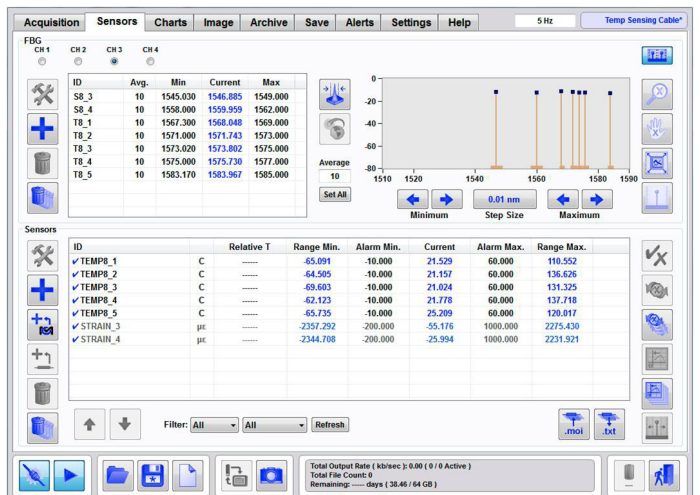 Acquisition Sensors Charts Image Archive Save Alerts Settings Help 5 Hz Temp Sensing Cable*
FBG
CH 1 CH 2 CH 3 CH 4
ID Avg. Min Current Max
S8_3 10 1545.030 1546.885 1549.000
S8_4 10 1558.000 1559.959 1562.000
T8_1 10 1567.300 1568.048 1569.000
T8_2 10 1571.000 1571.743 1573.000
T8_3 10 1573.020 1573.802 1575.000
T8_4 10 1575.000 1575.730 1577.000
T8_5 10 1583.170 1583.967 1585.000
Average
10
Set All
0
-20
-40
-60
-80
1510 1520 1540 1560 1580 1590
0.01 nm
Minimum Step Size Maximum
Sensors
ID Relative T Range Min. Alarm Min. Current Alarm Max. Range Max.
✓TEMP8_1 C ------ -65.091 -10.000 21.529 60.000 110.552
✓TEMP8_2 C ------ -64.505 -10.000 21.157 60.000 136.626
✓TEMP8_3 C ------ -69.603 -10.000 21.024 60.000 131.325
✓TEMP8_4 C ------ -62.123 -10.000 21.778 60.000 137.718
✓TEMP8_5 C ------ -65.735 -10.000 25.209 60.000 120.017
✓STRAIN_3 µε ------ -2357.292 -200.000 -55.176 1000.000 2275.430
✓STRAIN_4 µε ------ -2344.708 -200.000 -25.994 1000.000 2231.921
Filter: All All Refresh
.moi .txt
Total Output Rate ( kb/sec ): 0.00 ( 0 / 0 Active )
Total File Count: 0
Remaining: ----- days ( 38.46 / 64 GB )